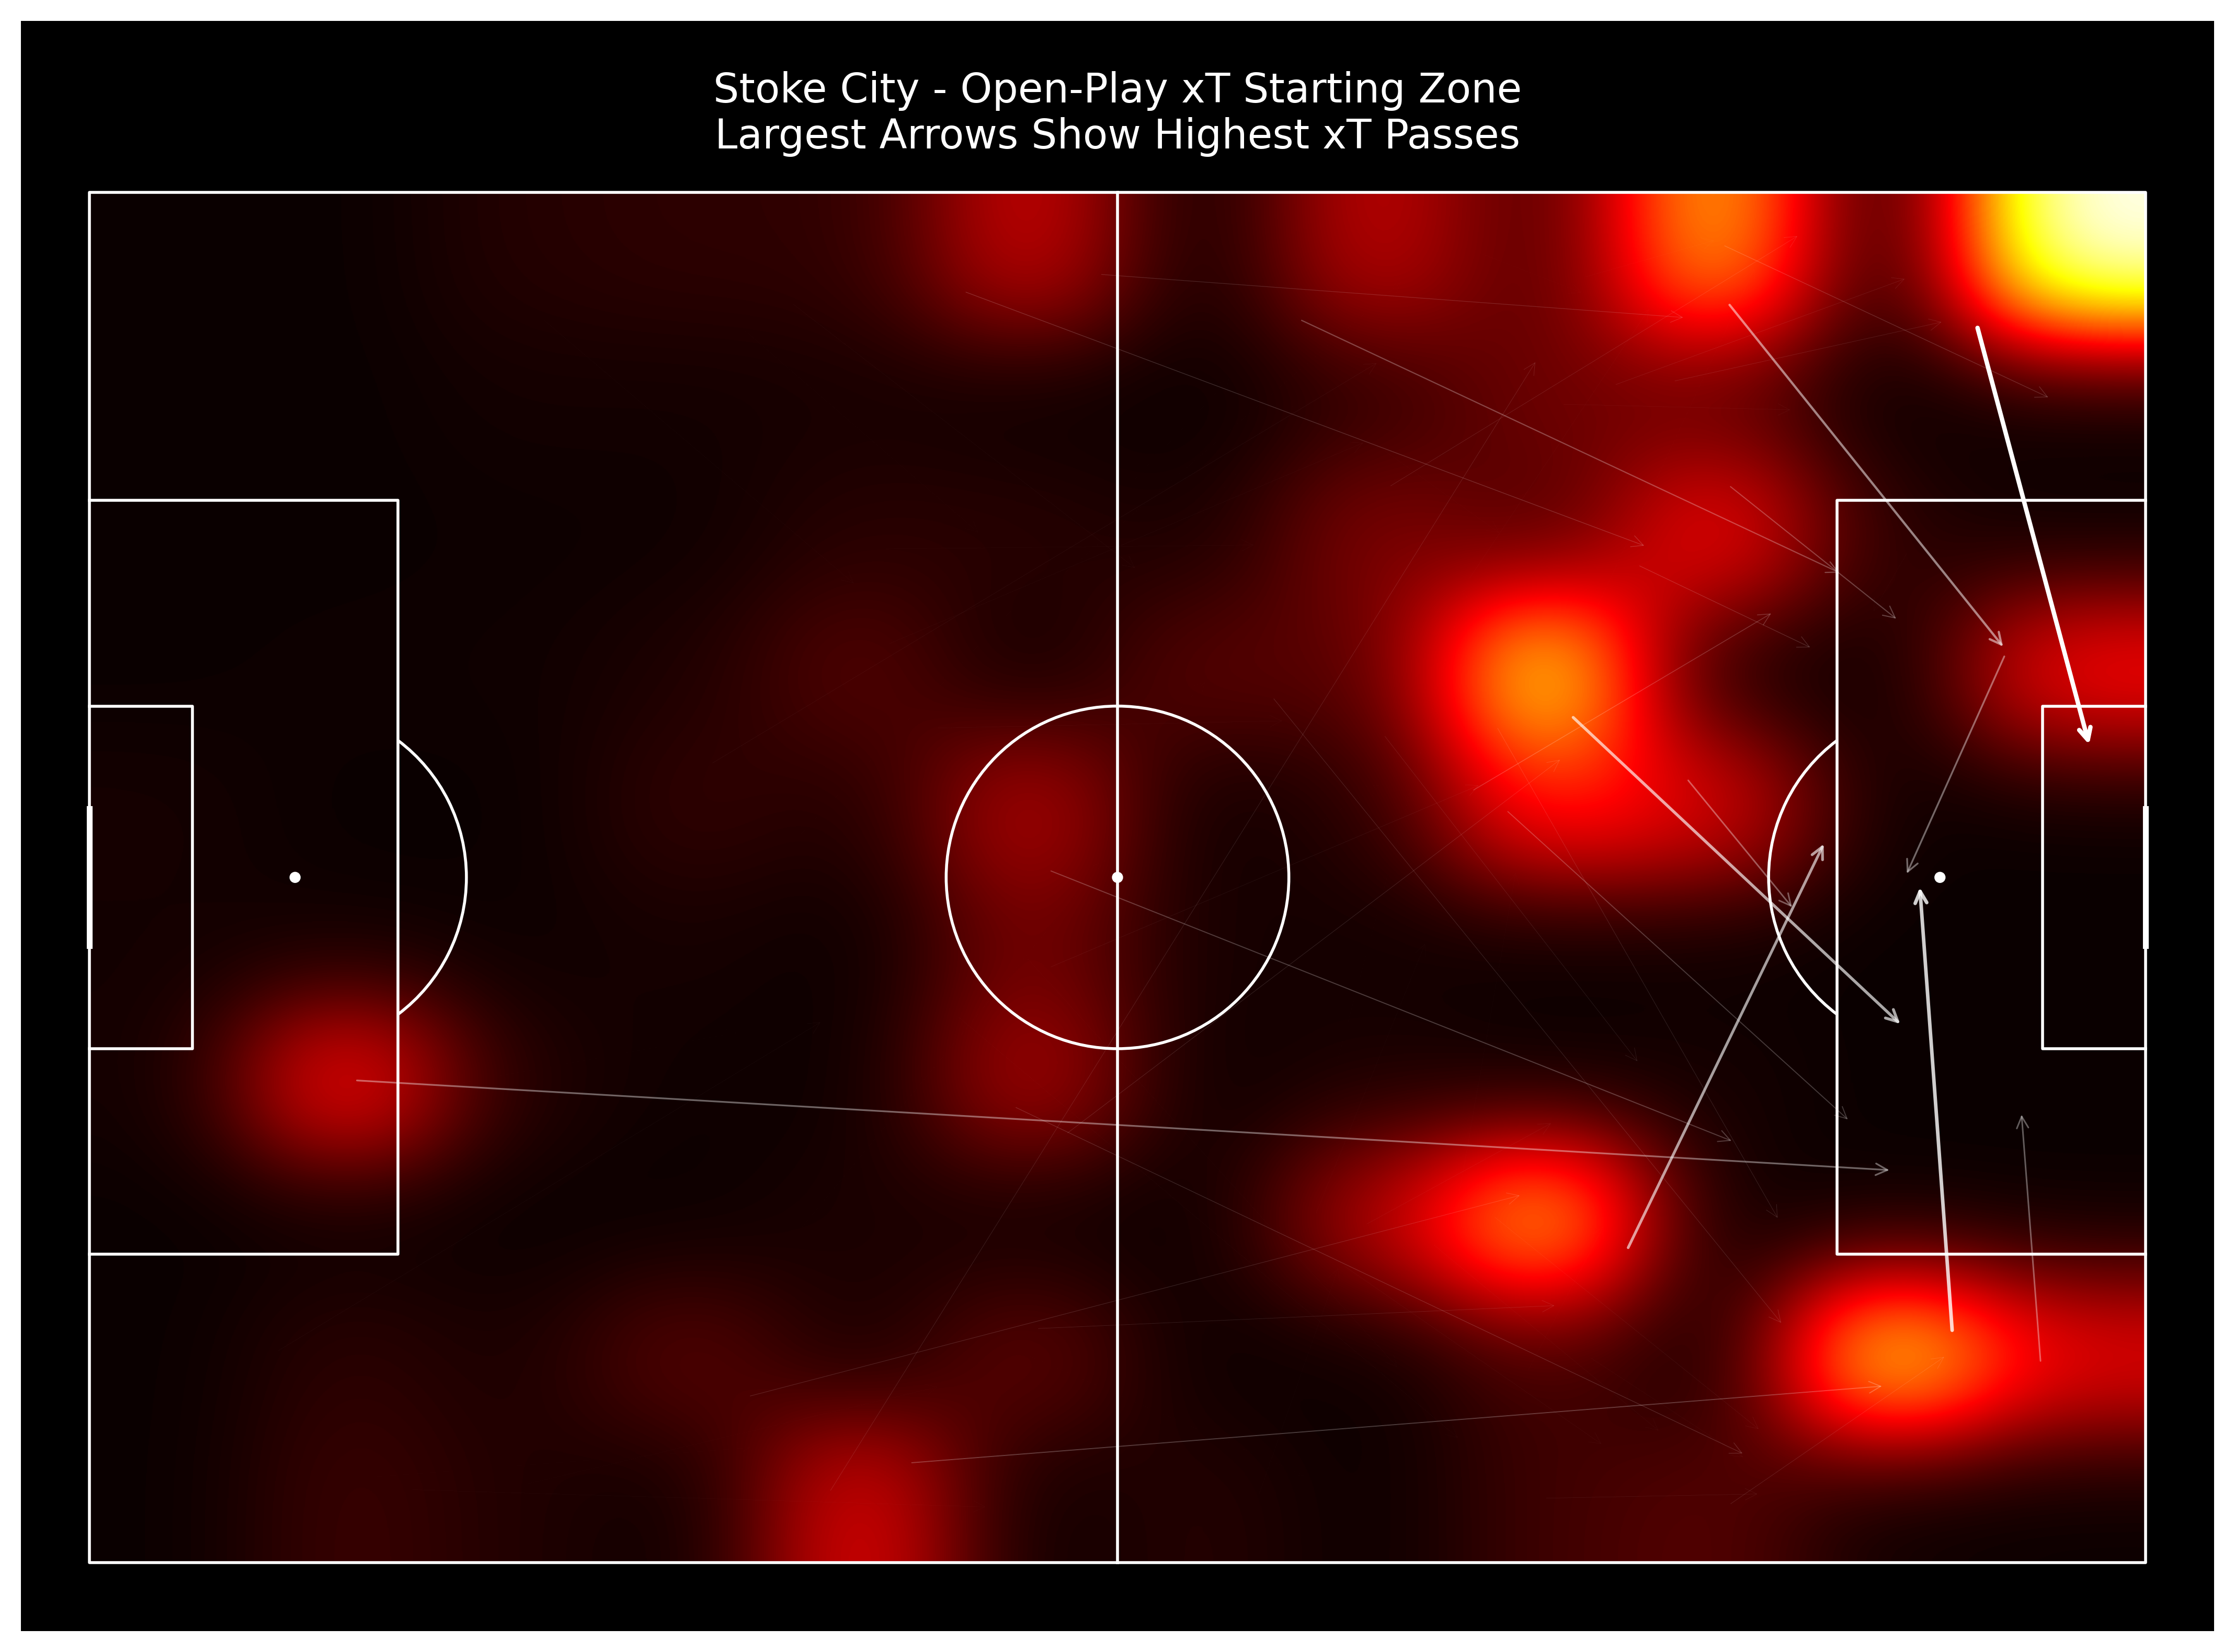 Stoke City - Open-Play xT Starting Zone
Largest Arrows Show Highest xT Passes